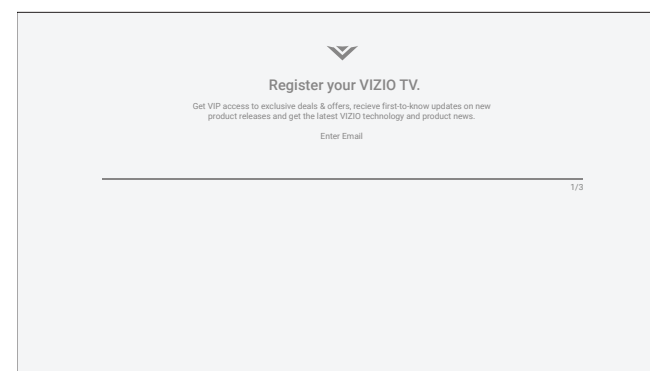 Register your VIZIO TV.
Get VIP access to exclusive deals & offers, recieve first-to-know updates on new
product releases and get the latest VIZIO technology and product news.
Enter Email
1/3